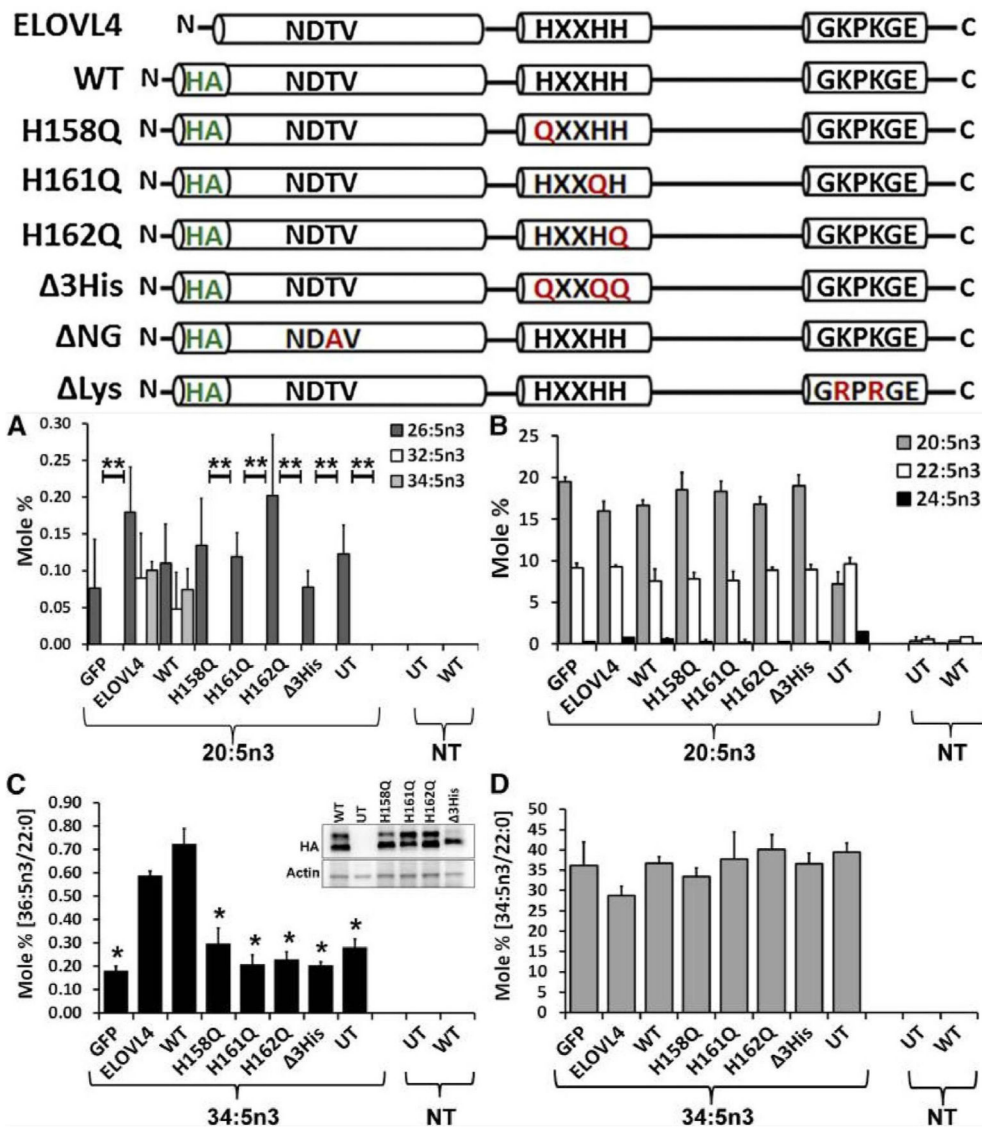 ELOVL4 N NDTV HXXHH GKPKGE C
WT N HA NDTV HXXHH GKPKGE C
H158Q N HA NDTV QXXHH GKPKGE C
H161Q N HA NDTV HXXQH GKPKGE C
H162Q N HA NDTV HXXHQ GKPKGE C
Δ3His N HA NDTV QXXQQ GKPKGE C
ΔNG N HA NDAV HXXHH GKPKGE C
ΔLys N HA NDTV HXXHH GRPRGE C
A
Mole %
0.30
0.25
0.20
0.15
0.10
0.05
0.00
** ** ** ** ** **
26:5n3
32:5n3
34:5n3
GFP ELOVL4 WT H158Q H161Q H162Q Δ3His UT UT WT
20:5n3 NT
B
Mole %
25
20
15
10
5
0
20:5n3
22:5n3
24:5n3
GFP ELOVL4 WT H158Q H161Q H162Q Δ3His UT UT WT
20:5n3 NT
C
Mole % [36:5n3/22:0]
0.90
0.80
0.70
0.60
0.50
0.40
0.30
0.20
0.10
0.00
* * * * * *
WT UT H158Q H161Q H162Q Δ3His
HA
Actin
GFP ELOVL4 WT H158Q H161Q H162Q Δ3His UT UT WT
34:5n3 NT
D
Mole % [34:5n3/22:0]
50
45
40
35
30
25
20
15
10
5
0
GFP ELOVL4 WT H158Q H161Q H162Q Δ3His UT UT WT
34:5n3 NT